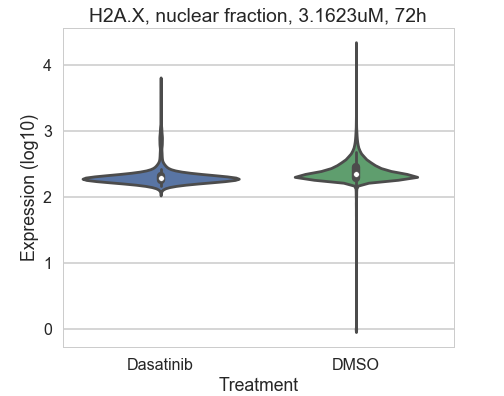 H2A.X, nuclear fraction, 3.1623uM, 72h
Expression (log10)
4
3
2
1
0
Dasatinib DMSO
Treatment